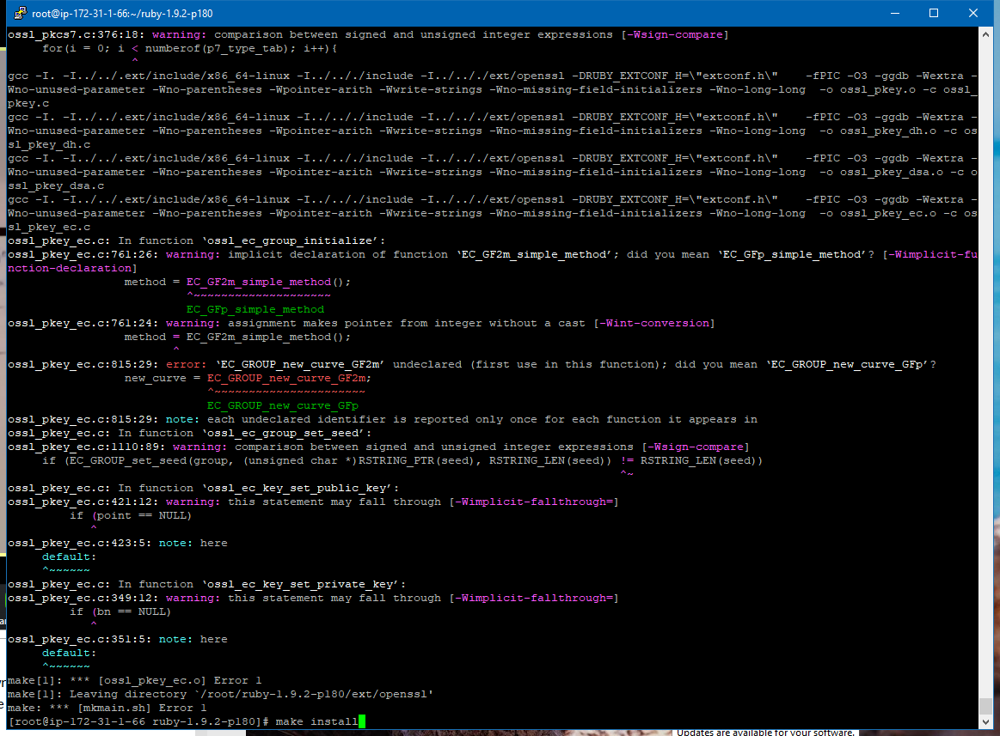 root@ip-172-31-1-66:~/ruby-1.9.2-p180
ossl_pkcs7.c:376:18: warning: comparison between signed and unsigned integer expressions [-Wsign-compare]
     for(i = 0; i < numberof(p7_type_tab); i++){
                  ^
gcc -I. -I../../.ext/include/x86_64-linux -I../.././include -I../.././ext/openssl -DRUBY_EXTCONF_H=\"extconf.h\"    -fPIC -O3 -ggdb -Wextra -
Wno-unused-parameter -Wno-parentheses -Wpointer-arith -Wwrite-strings -Wno-missing-field-initializers -Wno-long-long  -o ossl_pkey.o -c ossl_
pkey.c
gcc -I. -I../../.ext/include/x86_64-linux -I../.././include -I../.././ext/openssl -DRUBY_EXTCONF_H=\"extconf.h\"    -fPIC -O3 -ggdb -Wextra -
Wno-unused-parameter -Wno-parentheses -Wpointer-arith -Wwrite-strings -Wno-missing-field-initializers -Wno-long-long  -o ossl_pkey_dh.o -c os
sl_pkey_dh.c
gcc -I. -I../../.ext/include/x86_64-linux -I../.././include -I../.././ext/openssl -DRUBY_EXTCONF_H=\"extconf.h\"    -fPIC -O3 -ggdb -Wextra -
Wno-unused-parameter -Wno-parentheses -Wpointer-arith -Wwrite-strings -Wno-missing-field-initializers -Wno-long-long  -o ossl_pkey_dsa.o -c o
ssl_pkey_dsa.c
gcc -I. -I../../.ext/include/x86_64-linux -I../.././include -I../.././ext/openssl -DRUBY_EXTCONF_H=\"extconf.h\"    -fPIC -O3 -ggdb -Wextra -
Wno-unused-parameter -Wno-parentheses -Wpointer-arith -Wwrite-strings -Wno-missing-field-initializers -Wno-long-long  -o ossl_pkey_ec.o -c os
sl_pkey_ec.c
ossl_pkey_ec.c: In function ‘ossl_ec_group_initialize’:
ossl_pkey_ec.c:761:26: warning: implicit declaration of function ‘EC_GF2m_simple_method’; did you mean ‘EC_GFp_simple_method’? [-Wimplicit-fu
nction-declaration]
                 method = EC_GF2m_simple_method();
                          ^~~~~~~~~~~~~~~~~~~~~
                          EC_GFp_simple_method
ossl_pkey_ec.c:761:24: warning: assignment makes pointer from integer without a cast [-Wint-conversion]
                 method = EC_GF2m_simple_method();
                        ^
ossl_pkey_ec.c:815:29: error: ‘EC_GROUP_new_curve_GF2m’ undeclared (first use in this function); did you mean ‘EC_GROUP_new_curve_GFp’?
                 new_curve = EC_GROUP_new_curve_GF2m;
                             ^~~~~~~~~~~~~~~~~~~~~~~
                             EC_GROUP_new_curve_GFp
ossl_pkey_ec.c:815:29: note: each undeclared identifier is reported only once for each function it appears in
ossl_pkey_ec.c: In function ‘ossl_ec_group_set_seed’:
ossl_pkey_ec.c:1110:89: warning: comparison between signed and unsigned integer expressions [-Wsign-compare]
     if (EC_GROUP_set_seed(group, (unsigned char *)RSTRING_PTR(seed), RSTRING_LEN(seed)) != RSTRING_LEN(seed))
                                                                                         ^~
ossl_pkey_ec.c: In function ‘ossl_ec_key_set_public_key’:
ossl_pkey_ec.c:421:12: warning: this statement may fall through [-Wimplicit-fallthrough=]
         if (point == NULL)
            ^
ossl_pkey_ec.c:423:5: note: here
     default:
     ^~~~~~~
ossl_pkey_ec.c: In function ‘ossl_ec_key_set_private_key’:
ossl_pkey_ec.c:349:12: warning: this statement may fall through [-Wimplicit-fallthrough=]
         if (bn == NULL)
            ^
ossl_pkey_ec.c:351:5: note: here
     default:
     ^~~~~~~
make[1]: *** [ossl_pkey_ec.o] Error 1
make[1]: Leaving directory `/root/ruby-1.9.2-p180/ext/openssl'
make: *** [mkmain.sh] Error 1
[root@ip-172-31-1-66 ruby-1.9.2-p180]# make install
Updates are available for your software.